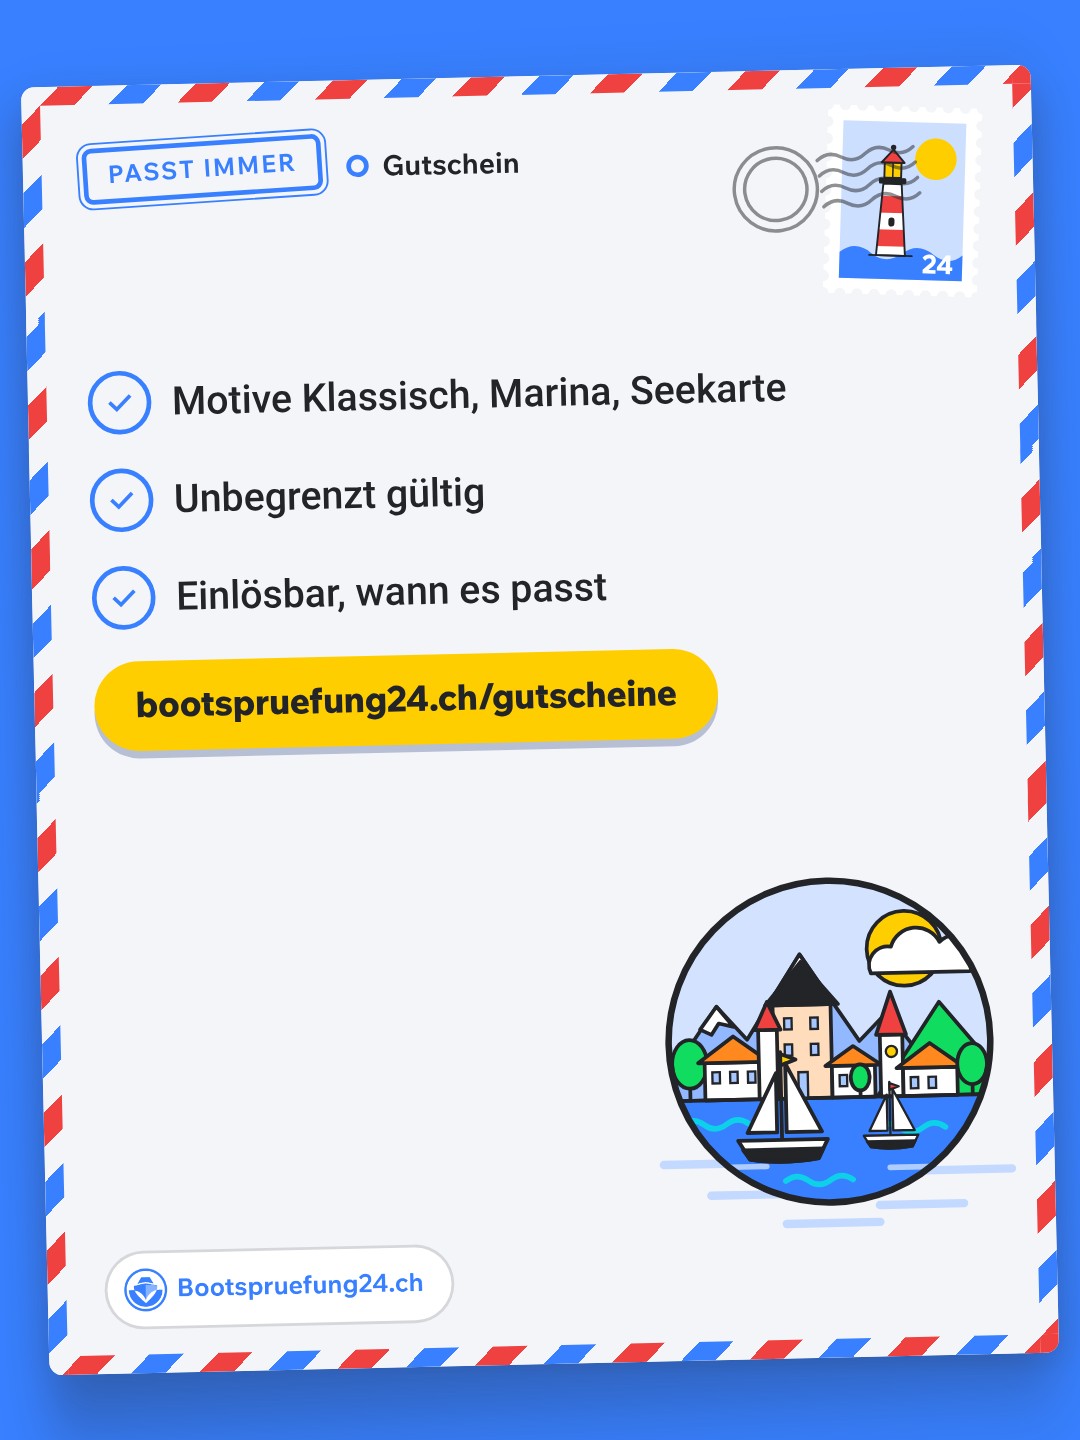 PASST IMMER
Gutschein
24
Motive Klassisch, Marina, Seekarte
Unbegrenzt gültig
Einlösbar, wann es passt
bootspruefung24.ch/gutscheine
Bootspruefung24.ch